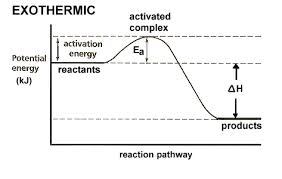 EXOTHERMIC
activated
complex
activation
energy
Ea
Potential
energy
(kJ)
reactants
ΔH
products
reaction pathway